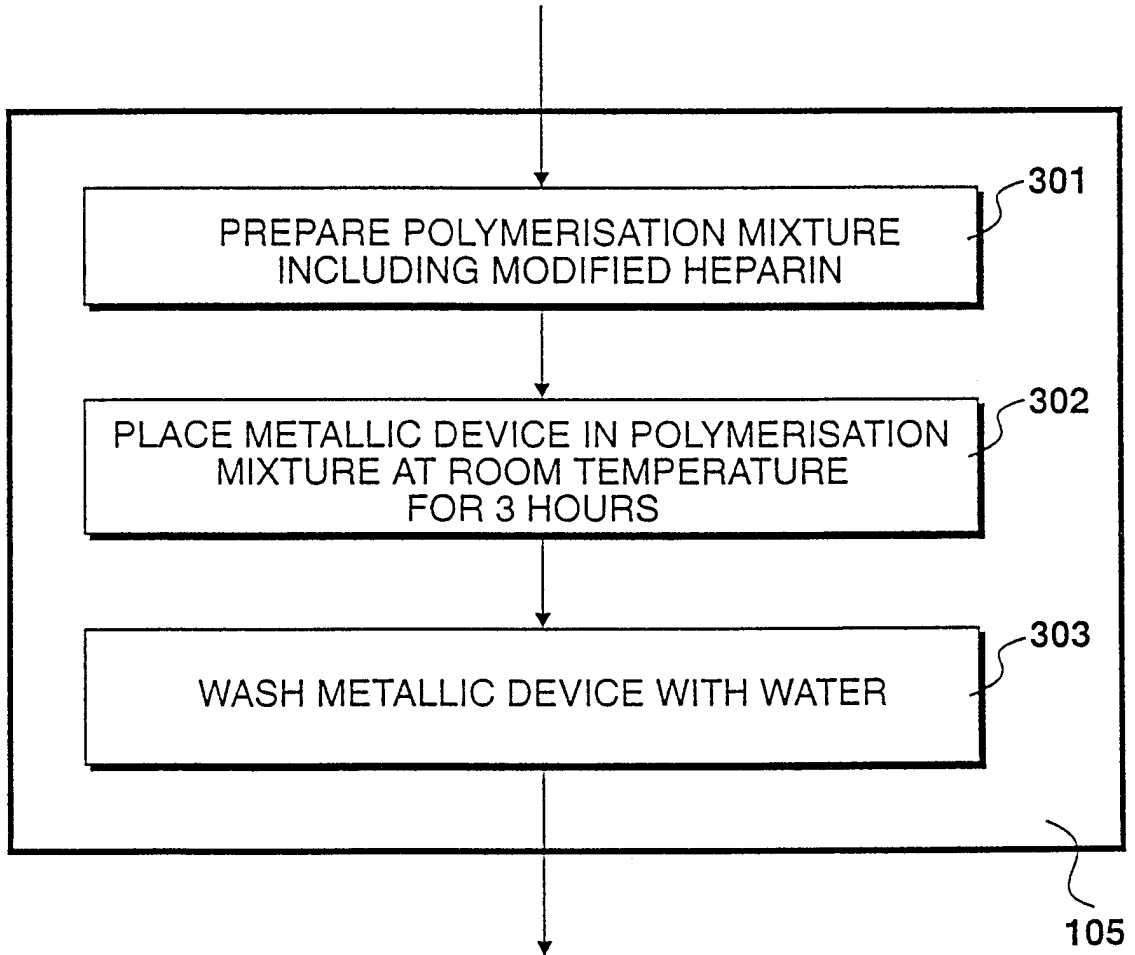 301
PREPARE POLYMERISATION MIXTURE
INCLUDING MODIFIED HEPARIN
302
PLACE METALLIC DEVICE IN POLYMERISATION
MIXTURE AT ROOM TEMPERATURE
FOR 3 HOURS
303
WASH METALLIC DEVICE WITH WATER
105